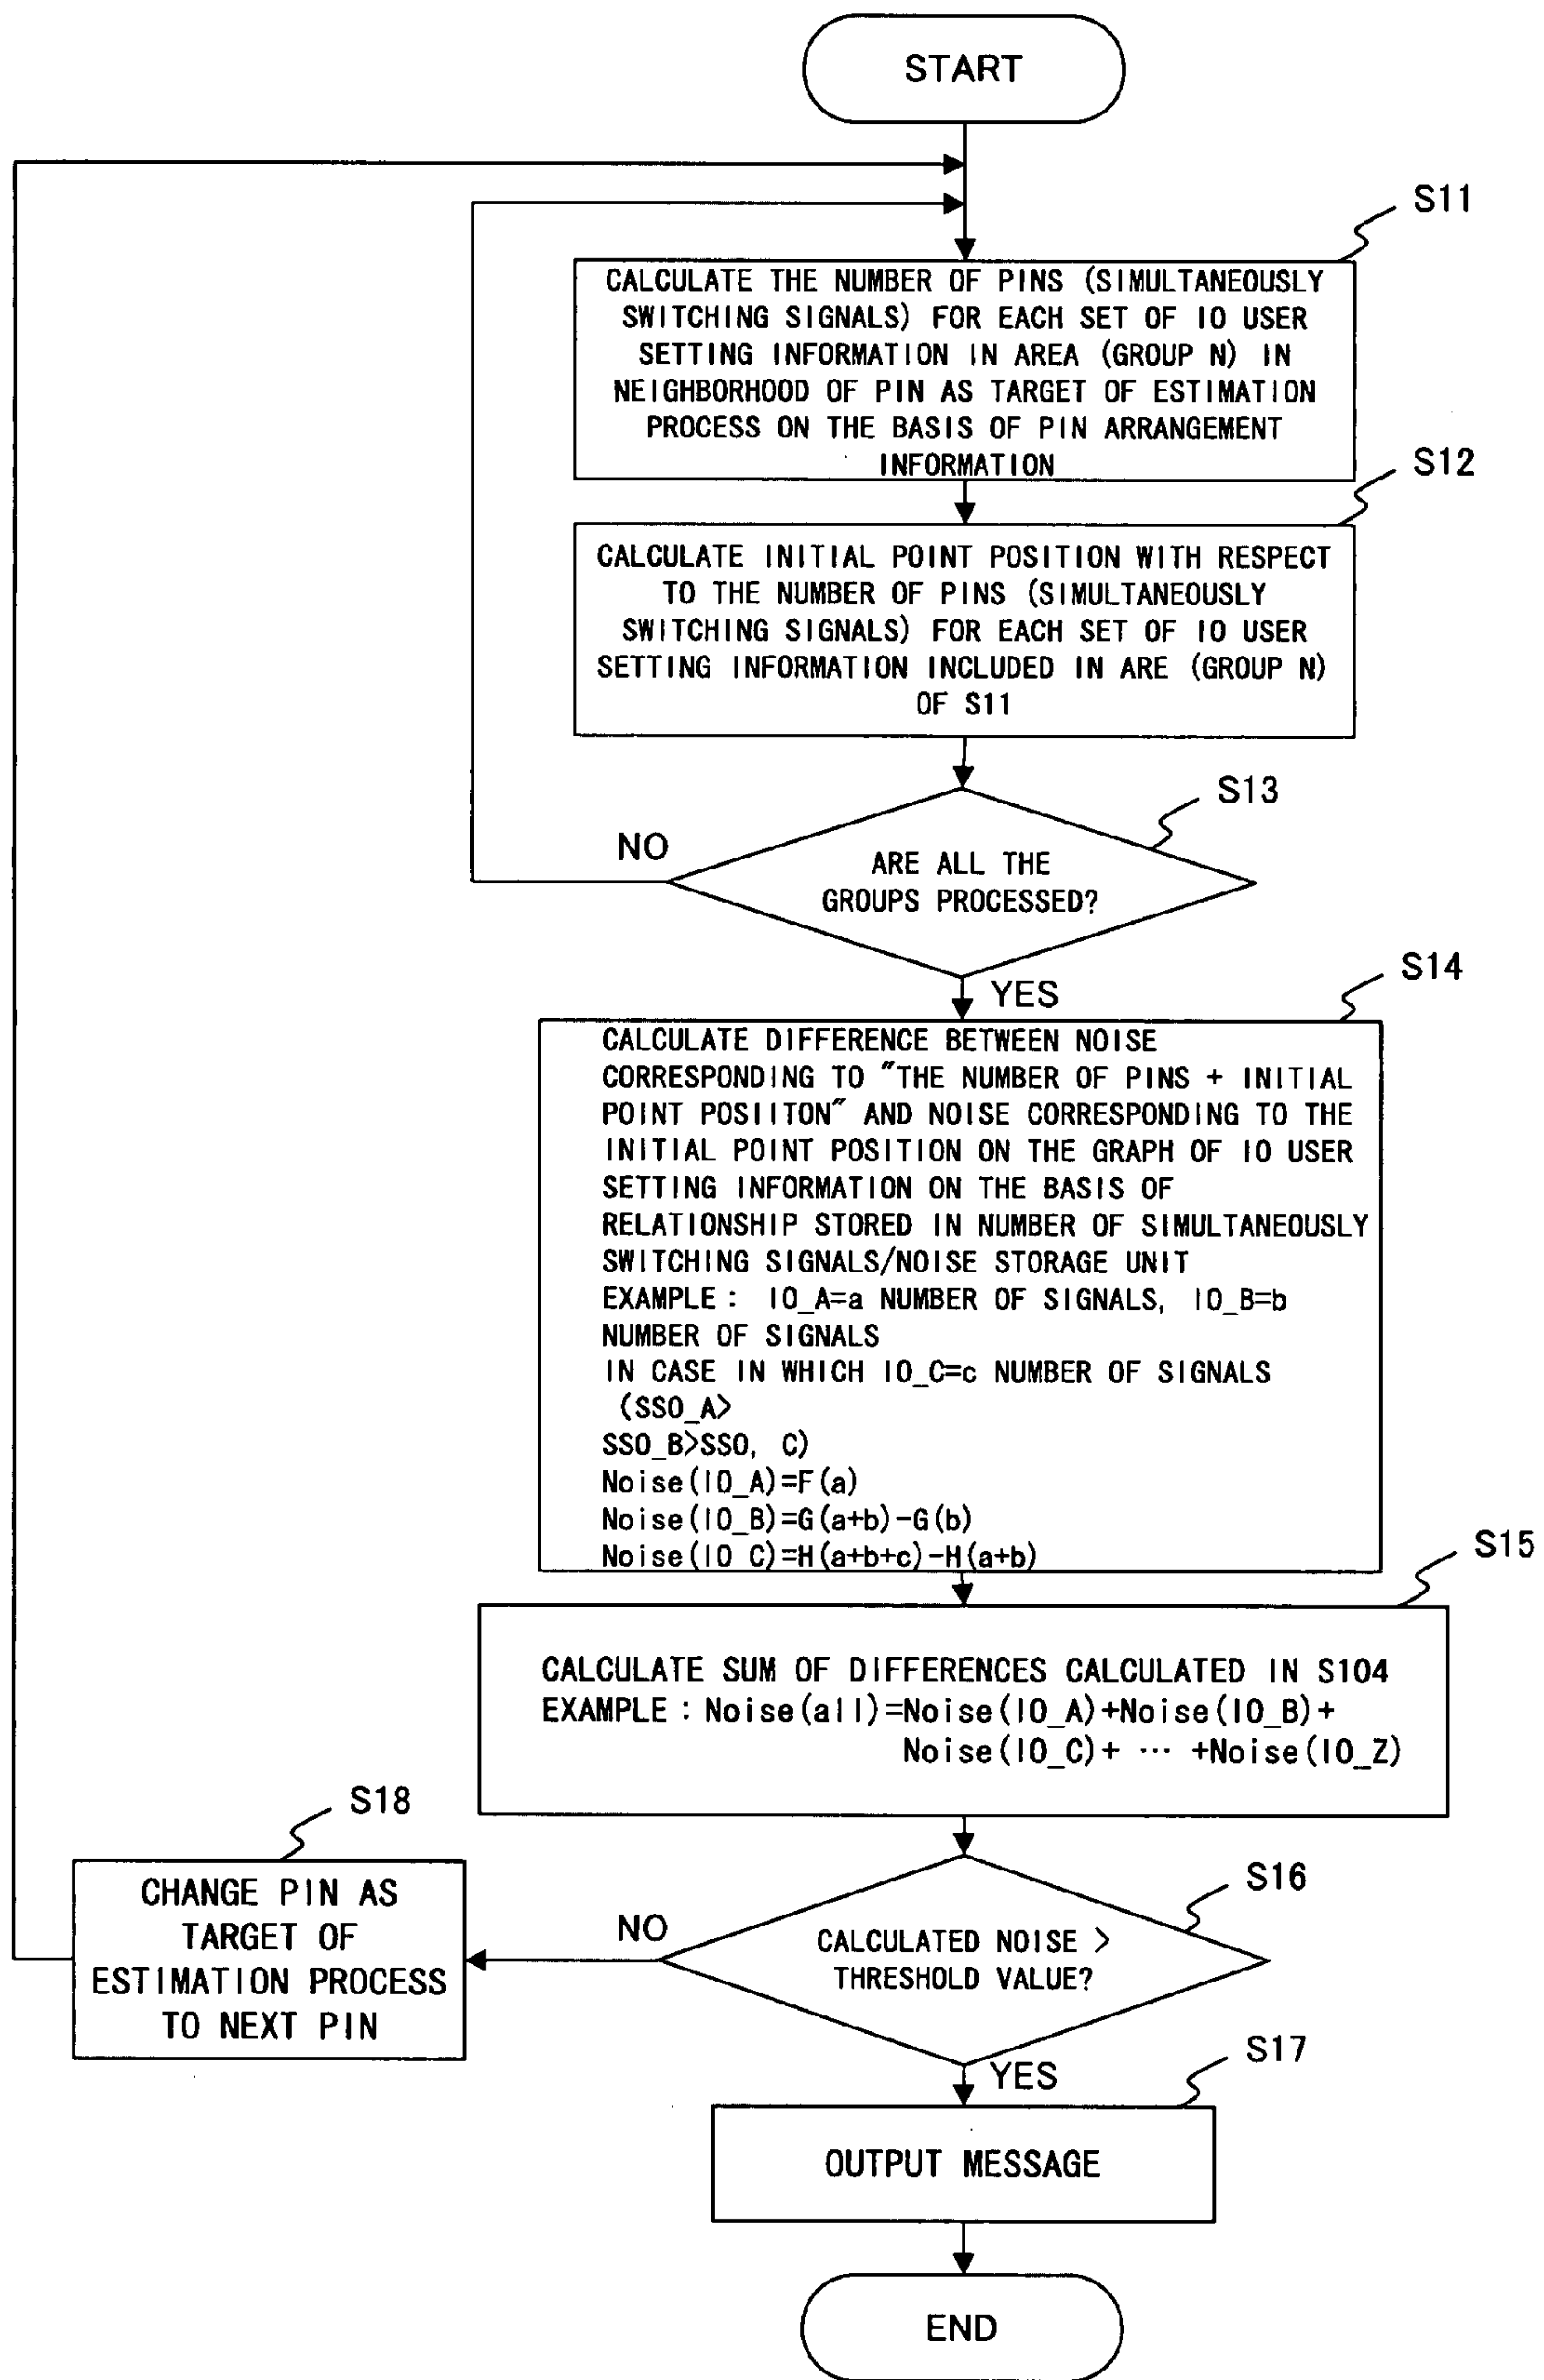 START
S11
CALCULATE THE NUMBER OF PINS (SIMULTANEOUSLY
SWITCHING SIGNALS) FOR EACH SET OF IO USER
SETTING INFORMATION IN AREA (GROUP N) IN
NEIGHBORHOOD OF PIN AS TARGET OF ESTIMATION
PROCESS ON THE BASIS OF PIN ARRANGEMENT
INFORMATION
S12
CALCULATE INITIAL POINT POSITION WITH RESPECT
TO THE NUMBER OF PINS (SIMULTANEOUSLY
SWITCHING SIGNALS) FOR EACH SET OF IO USER
SETTING INFORMATION INCLUDED IN ARE (GROUP N)
OF S11
S13
NO
ARE ALL THE
GROUPS PROCESSED?
YES
S14
CALCULATE DIFFERENCE BETWEEN NOISE
CORRESPONDING TO "THE NUMBER OF PINS + INITIAL
POINT POSIITON" AND NOISE CORRESPONDING TO THE
INITIAL POINT POSITION ON THE GRAPH OF IO USER
SETTING INFORMATION ON THE BASIS OF
RELATIONSHIP STORED IN NUMBER OF SIMULTANEOUSLY
SWITCHING SIGNALS/NOISE STORAGE UNIT
EXAMPLE: IO_A=a NUMBER OF SIGNALS, IO_B=b
NUMBER OF SIGNALS
IN CASE IN WHICH IO_C=c NUMBER OF SIGNALS
(SSO_A>
SSO_B>SSO, C)
Noise(IO_A)=F(a)
Noise(IO_B)=G(a+b)-G(b)
Noise(IO_C)=H(a+b+c)-H(a+b)
S15
CALCULATE SUM OF DIFFERENCES CALCULATED IN S104
EXAMPLE:Noise(all)=Noise(IO_A)+Noise(IO_B)+
Noise(IO_C)+ ··· +Noise(IO_Z)
S18
CHANGE PIN AS
TARGET OF
ESTIMATION PROCESS
TO NEXT PIN
S16
NO
CALCULATED NOISE >
THRESHOLD VALUE?
YES
S17
OUTPUT MESSAGE
END